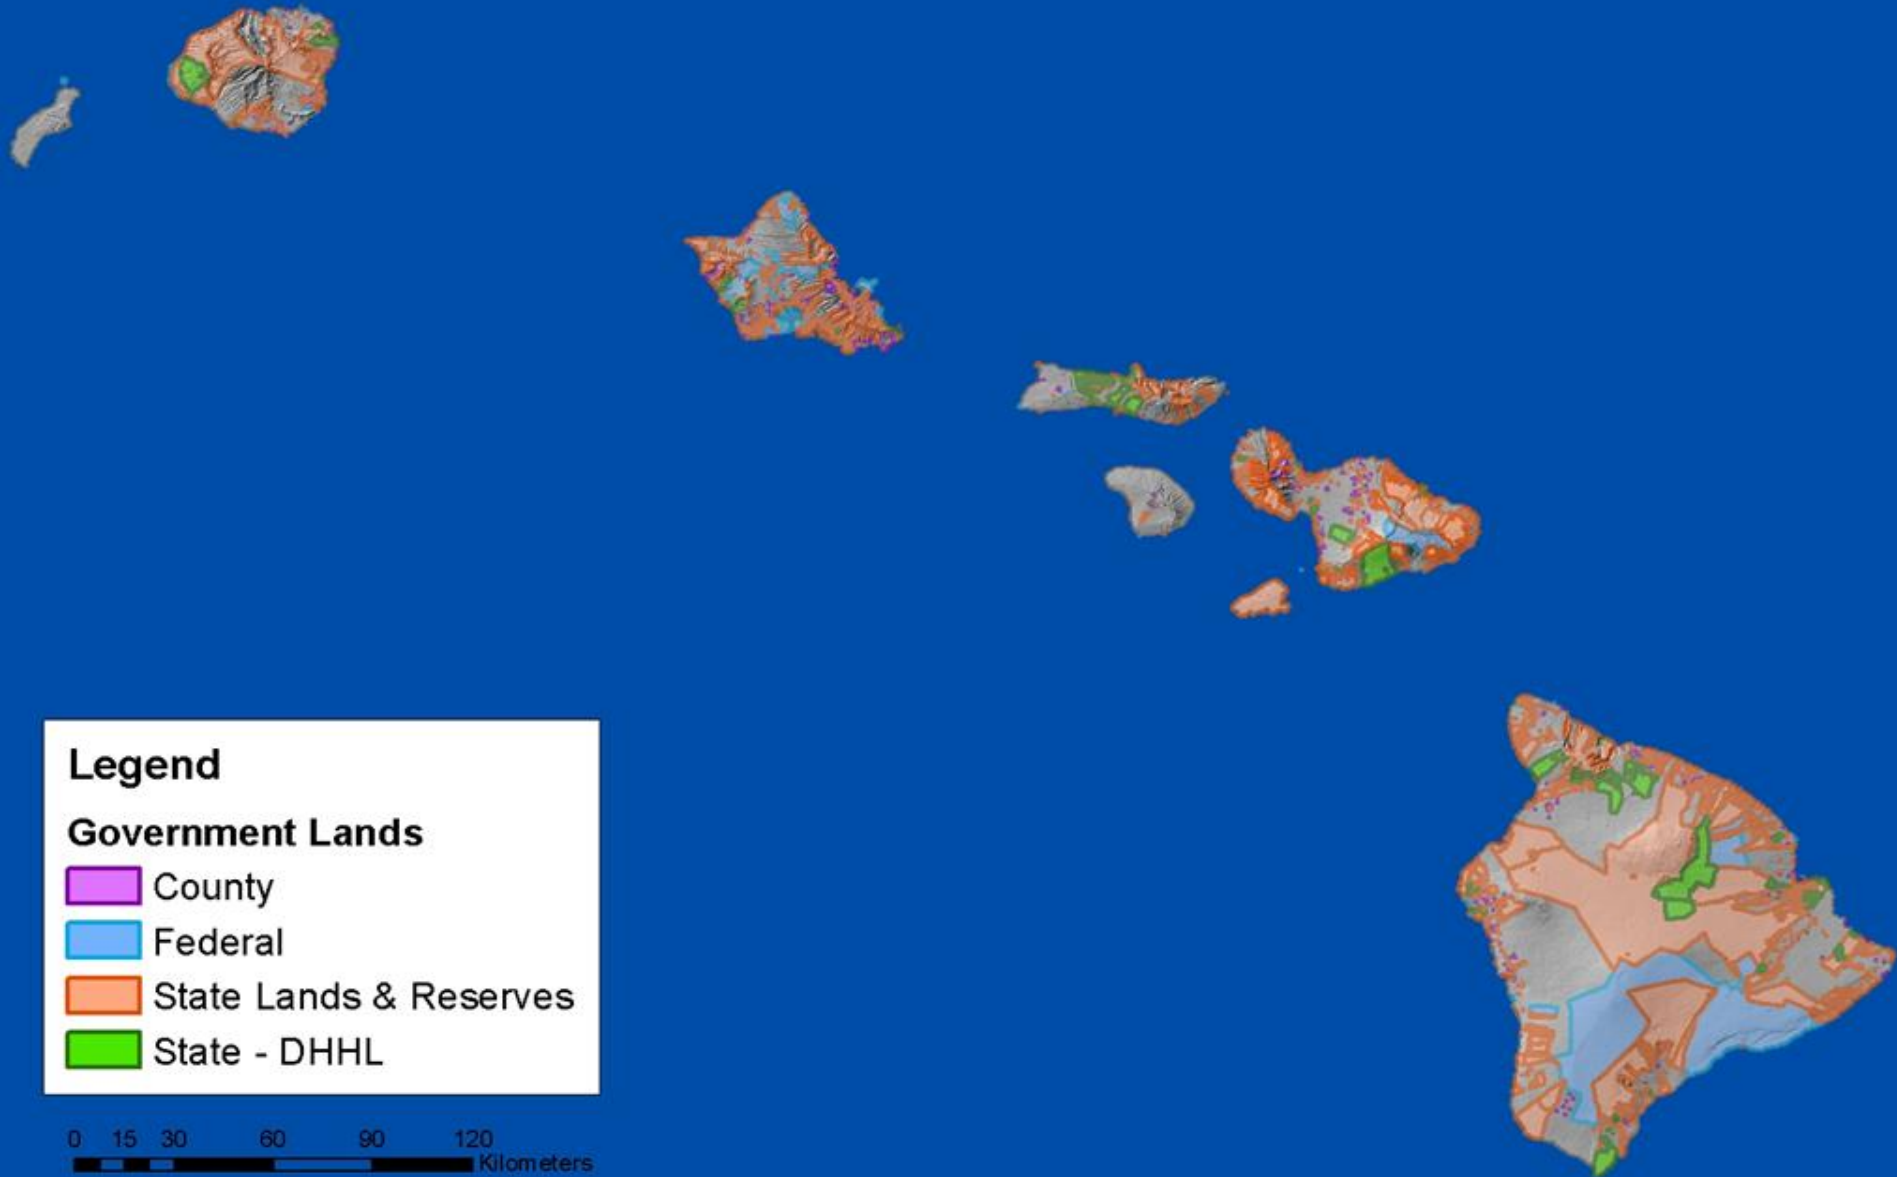 Legend
Government Lands
County
Federal
State Lands & Reserves
State - DHHL
0 15 30 60 90 120
Kilometers